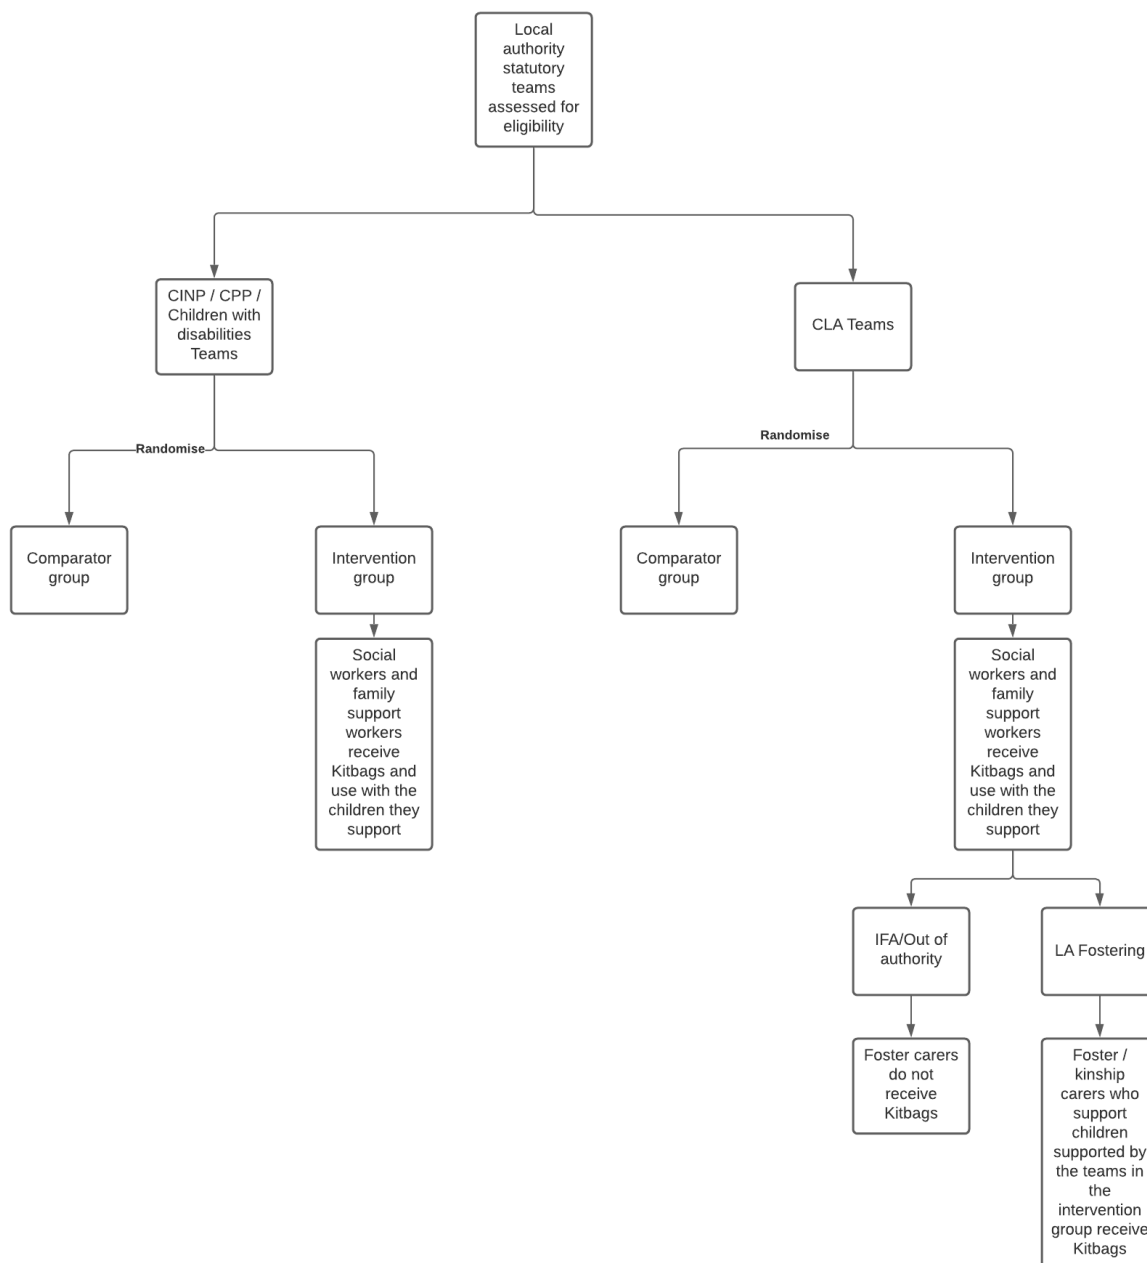 Local
authority
statutory
teams
assessed for
eligibility
CINP / CPP /
Children with
disabilities
Teams
CLA Teams
Randomise
Randomise
Comparator
group
Intervention
group
Comparator
group
Intervention
group
Social
workers and
family
support
workers
receive
Kitbags and
use with the
children they
support
Social
workers and
family
support
workers
receive
Kitbags and
use with the
children they
support
IFA/Out of
authority
LA Fostering
Foster carers
do not
receive
Kitbags
Foster /
kinship
carers who
support
children
supported by
the teams in
the
intervention
group receive
Kitbags